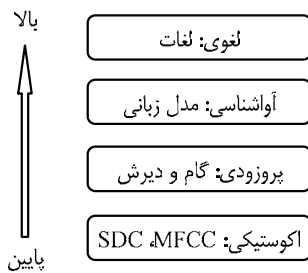 بالا
لغوی: لغات
آواشناسی: مدل زبانی
پروزودی: گام و دیرش
اکوستیکی: SDC ،MFCC
پایین